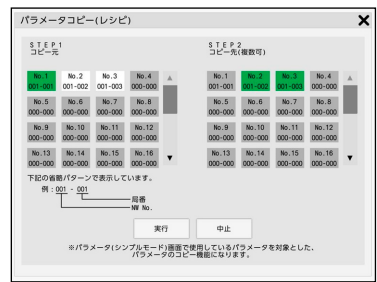 パラメータコピー(レシピ)
STEP1
コピー元
STEP2
コピー先(複数可)
No.1 No.2 No.3 No.4
001-001 001-002 001-003 000-000
No.5 No.6 No.7 No.8
000-000 000-000 000-000 000-000
No.9 No.10 No.11 No.12
000-000 000-000 000-000 000-000
No.13 No.14 No.15 No.16
000-000 000-000 000-000 000-000
No.1 No.2 No.3 No.4
001-001 001-002 001-003 000-000
No.5 No.6 No.7 No.8
000-000 000-000 000-000 000-000
No.9 No.10 No.11 No.12
000-000 000-000 000-000 000-000
No.13 No.14 No.15 No.16
000-000 000-000 000-000 000-000
下記の省略パターンで表示しています。
例：001 - 001
局番
NW No.
実行
中止
※パラメータ(シンプルモード)画面で使用しているパラメータを対象とした、
パラメータのコピー機能になります。